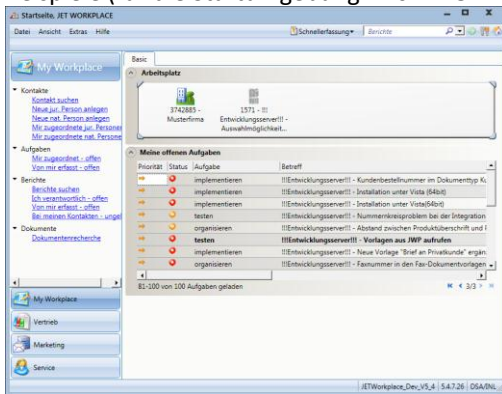 Startseite, JET WORKPLACE
Datei Ansicht Extras Hilfe
Schnellerfassung
Berichte
My Workplace
Kontakte
Kontakt suchen
Neue jur. Person anlegen
Neue nat. Person anlegen
Mir zugeordnete jur. Personen
Mir zugeordnete nat. Persone
Aufgaben
Mir zugeordnet - offen
Von mir erfasst - offen
Berichte
Berichte suchen
Ich verantwortlich - offen
Von mir erfasst - offen
Bei meinen Kontakten - ungel
Dokumente
Dokumentenrecherche
My Workplace
Vertrieb
Marketing
Service
Basic
Arbeitsplatz
3742885 -
Musterfirma
1571 - !!!
Entwicklungsserver!!! -
Auswahlmöglichkeit...
Meine offenen Aufgaben
Priorität Status Aufgabe Betreff
implementieren !!!Entwicklungsserver!!! - Kundenbestellnummer im Dokumenttyp
implementieren !!!Entwicklungsserver!!! - Installation unter Vista (64bit)
implementieren !!!Entwicklungsserver!!! - Installation unter Vista(64bit)
testen !!!Entwicklungsserver!!! - Nummernkreisproblem bei der Integration
organisieren !!!Entwicklungsserver!!! - Abstand zwischen Produktüberschrift und
testen !!!Entwicklungsserver!!! - Vorlagen aus JWP aufrufen
implementieren !!!Entwicklungsserver!!! - Neue Vorlage "Brief an Privatkunde" ergän
organisieren !!!Entwicklungsserver!!! - Faxnummer in den Fax-Dokumentvorlagen
81-100 von 100 Aufgaben geladen
3/3
JETWorkplace_Dev_V5_4 5.4.7.26 DSA/INL